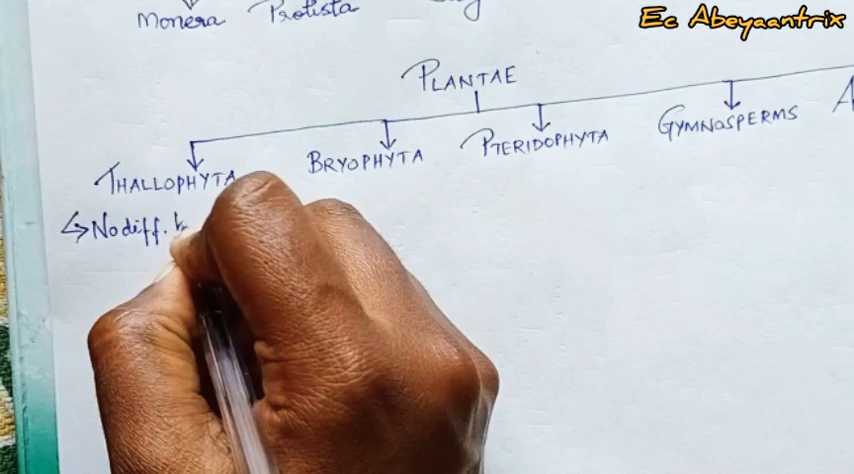 Ec Abeyaantrix
Monera Protista
PLANTAE
THALLOPHYTA BRYOPHYTA PTERIDOPHYTA GYMNOSPERMS A
↳ No diff. b